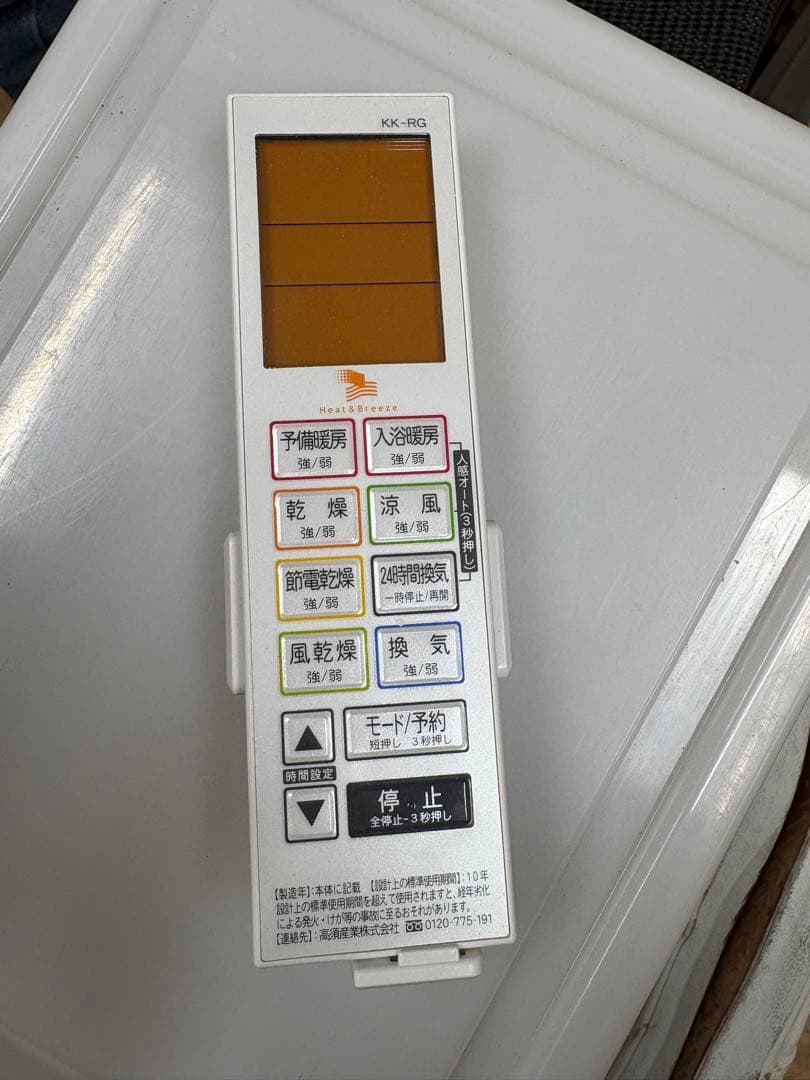 KK-RG
Heat & Breeze
予備暖房
強/弱
入浴暖房
強/弱
人感オート(3秒押し)
乾 燥
強/弱
涼 風
強/弱
節電乾燥
強/弱
24時間換気
一時停止/再開
風乾燥
強/弱
換 気
強/弱
▲
モード/予約
短押し 3秒押し
時間設定
▼
停 止
全停止-3秒押し
【製造年】:本体に記載 【設計上の標準使用期間】:10年
設計上の標準使用期間を超えて使用されますと、経年劣化
による発火・けが等の事故に至るおそれがあります。
【連絡先】:高須産業株式会社 0120-775-191